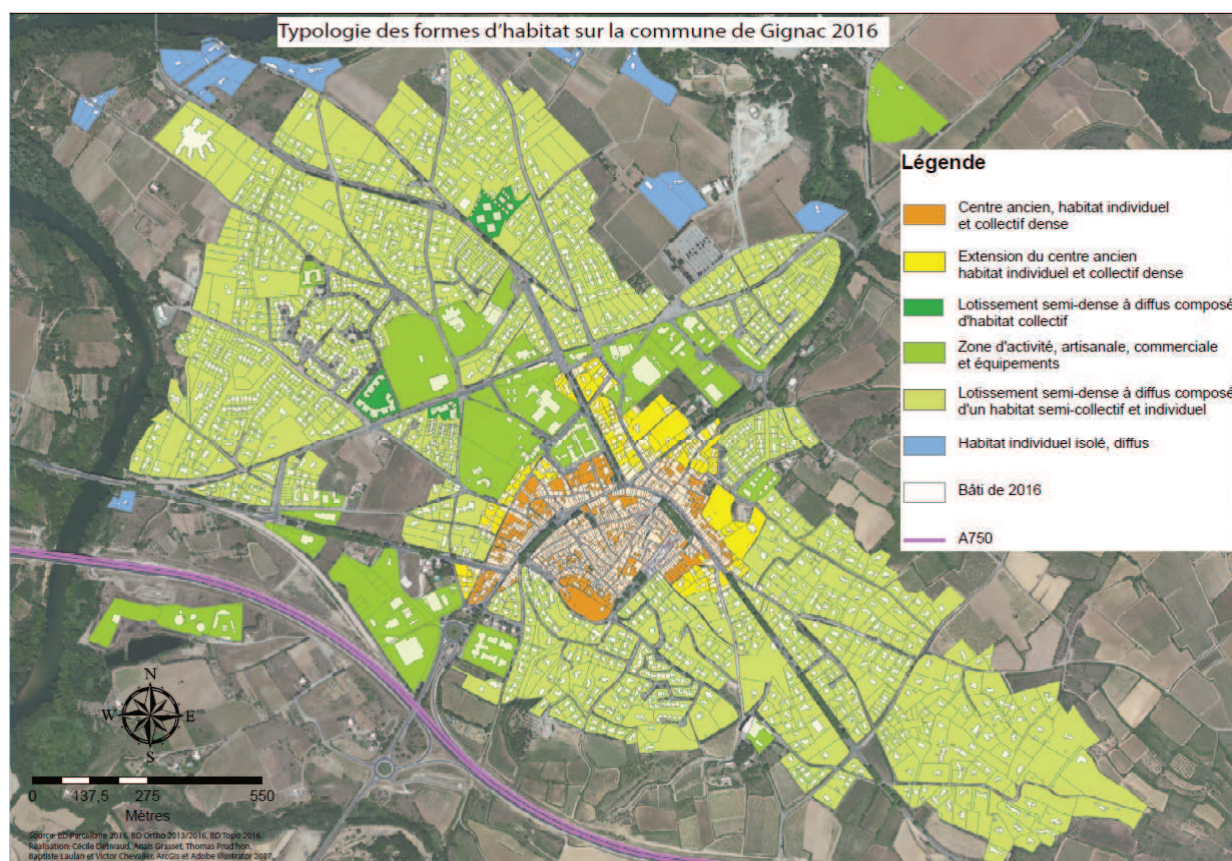 Typologie des formes d'habitat sur la commune de Gignac 2016
Légende
Centre ancien, habitat individuel
et collectif dense
Extension du centre ancien
habitat individuel et collectif dense
Lotissement semi-dense à diffus composé
d'habitat collectif
Zone d'activité, artisanale, commerciale
et équipements
Lotissement semi-dense à diffus composé
d'un habitat semi-collectif et individuel
Habitat individuel isolé, diffus
Bâti de 2016
A750
N
W E
S
0 137,5 275 550
Mètres
Source: BD Parcellaire 2016, BD Ortho 2013/2016, BD Topo 2016
Réalisation: Cécile Detivaud, Anaïs Grasset, Thomas Prud'hon,
Baptiste Laulan et Victor Chevalier, ArcGis et Adobe Illustrator 2017